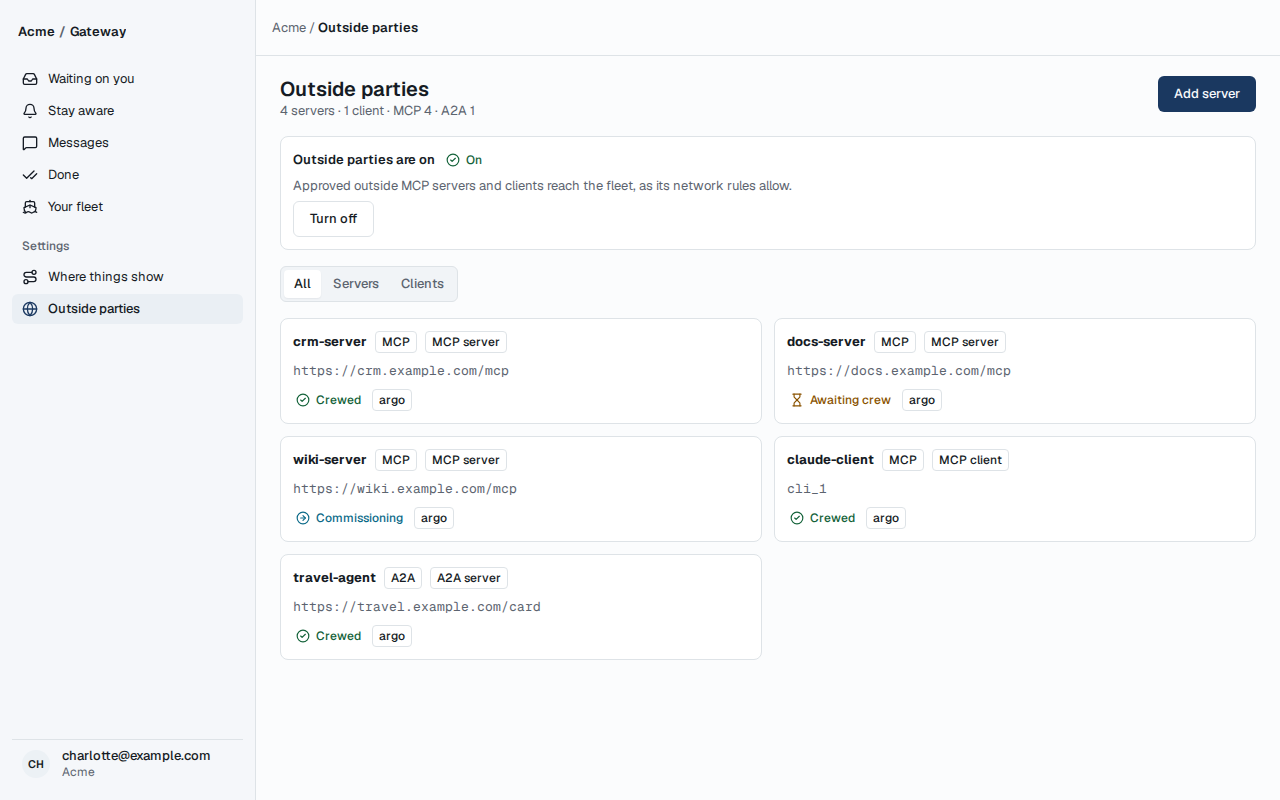 Acme / Gateway
Waiting on you
Stay aware
Messages
Done
Your fleet
Settings
Where things show
Outside parties
CH
charlotte@example.com
Acme
Acme / Outside parties
Outside parties
4 servers · 1 client · MCP 4 · A2A 1
Add server
Outside parties are on On
Approved outside MCP servers and clients reach the fleet, as its network rules allow.
Turn off
All Servers Clients
crm-server MCP MCP server
https://crm.example.com/mcp
Crewed argo
docs-server MCP MCP server
https://docs.example.com/mcp
Awaiting crew argo
wiki-server MCP MCP server
https://wiki.example.com/mcp
Commissioning argo
claude-client MCP MCP client
cli_1
Crewed argo
travel-agent A2A A2A server
https://travel.example.com/card
Crewed argo